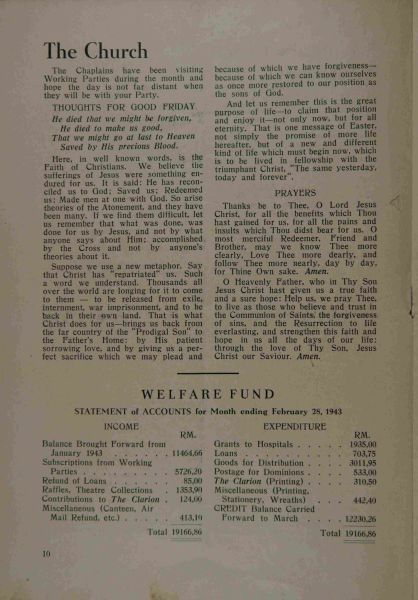 The Church
The Chaplains have been visiting
Working Parties during the month and
hope the day is not far distant when
they will be with your Party.
THOUGHTS FOR GOOD FRIDAY
He died that we might be forgiven,
He died to make us good,
That we might go at last to Heaven
Saved by His previous Blood.
Here, in well known words, is the
Faith of Christians. We believe the
sufferings of Jesus were something en-
dured for us. It is said: He has recon-
ciled us to God; Saved us; Redeemed
us; Made men at one with God. So arise
theories of the Atonement, and they have
been many. If we find them difficult, let
us remember that what was done, was
done for us by Jesus, and not by what
anyone says about Him; accomplished
by the Cross and not by anyone's
theories about it.
Suppose we use a new metaphor. Say
that Christ has "repatriated" us. Such
a word we understand. Thousands all
over the world are longing for it to come
to them — to be released from exile,
internment, war imprisonment, and to be
back in their own land. That is what
Christ does for us—brings us back from
the far country of the "Prodigal Son" to
the Father's Home: by His patient
sorrowing love, and by giving us a per-
fect sacrifice which we may plead and
because of which we have forgiveness—
because of which we can know ourselves
as once more restored to our position as
the sons of God.
And let us remember this is the great
purpose of life—to claim that position
and enjoy it—not only now, but for all
eternity. That is one message of Easter,
not simply the promise of more life
hereafter, but of a new and different
kind of life which must begin now, which
is to be lived in fellowship with the
triumphant Christ, "The same yesterday,
today and forever".
PRAYERS
Thanks be to Thee, O Lord Jesus
Christ, for all the benefits which Thou
hast gained for us, for all the pains and
insults which Thou didst bear for us. O
most merciful Redeemer, Friend and
Brother, may we know Thee more
clearly, Love Thee more dearly, and
follow Thee more nearly, day by day,
for Thine Own sake. Amen.
O Heavenly Father, who in Thy Son
Jesus Christ hast given us a true faith
and a sure hope: Help us, we pray Thee,
to live as those who believe and trust in
the Communion of Saints, the forgiveness
of sins, and the Resurrection to life
everlasting, and strengthen this faith and
hope in us all the days of our life:
through the love of Thy Son, Jesus
Christ our Saviour. Amen.
WELFARE FUND
STATEMENT of ACCOUNTS for Month ending February 28, 1943
INCOME
RM.
Balance Brought Forward from
January 1943 . . . . . . 11464,66
Subscriptions from Working
Parties . . . . . . . . . 5726,20
Refund of Loans . . . . . . 85,00
Raffles, Theatre Collections . 1353,90
Contributions to The Clarion . 124,00
Miscellaneous (Canteen, Air
Mail Refund, etc.) . . . . 413,10
Total 19166,86
EXPENDITURE
RM.
Grants to Hospitals . . . . . 1935,00
Loans . . . . . . . . . . 703,75
Goods for Distribution . . . . 3011,95
Postage for Dominions . . . . 533,00
The Clarion (Printing) . . . . 310,50
Miscellaneous (Printing,
Stationery, Wreaths) . . . . 442,40
CREDIT Balance Carried
Forward to March . . . . 12230,26
Total 19166,86
10